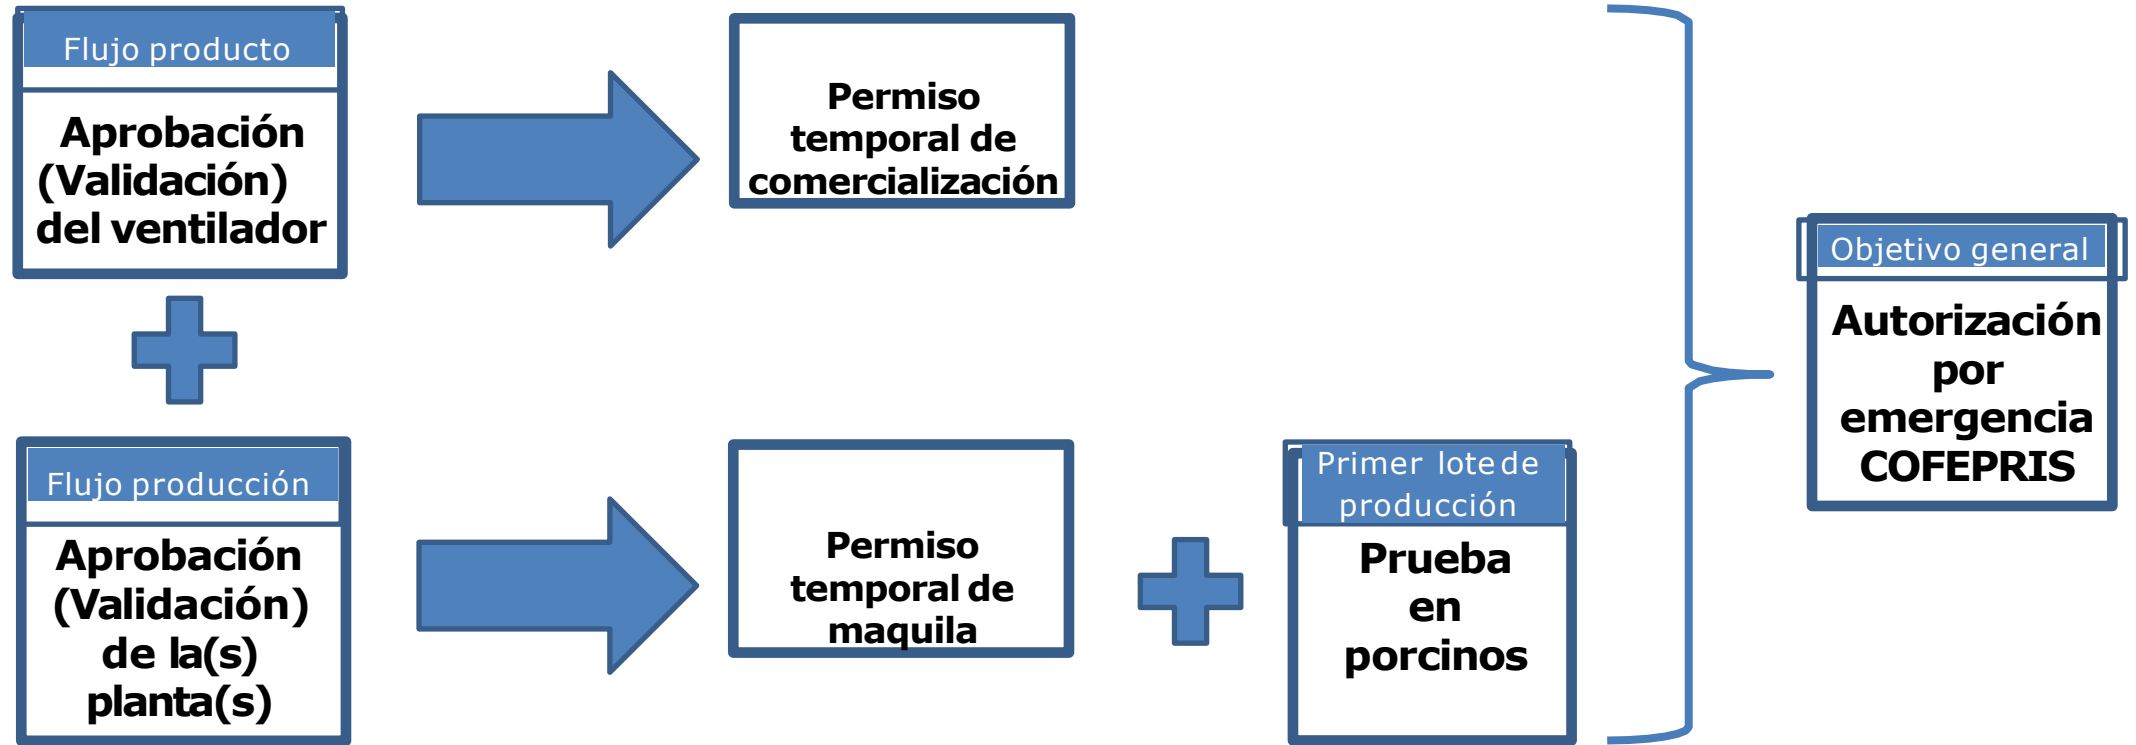 Flujo producto
Aprobación
(Validación)
del ventilador
Permiso
temporal de
comercialización
Flujo producción
Aprobación
(Validación)
de la(s)
planta(s)
Permiso
temporal de
maquila
Primer lote de
producción
Prueba
en
porcinos
Objetivo general
Autorización
por
emergencia
COFEPRIS